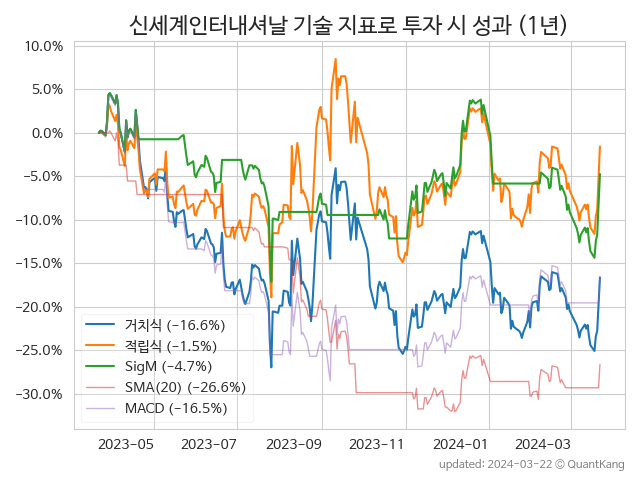 신세계인터내셔날 기술 지표로 투자 시 성과 (1년)
10.0%
5.0%
0.0%
−5.0%
−10.0%
−15.0%
−20.0%
−25.0%
−30.0%
거치식 (−16.6%)
적립식 (−1.5%)
SigM (−4.7%)
SMA(20) (−26.6%)
MACD (−16.5%)
2023-05 2023-07 2023-09 2023-11 2024-01 2024-03
updated: 2024-03-22 ⓒ QuantKang